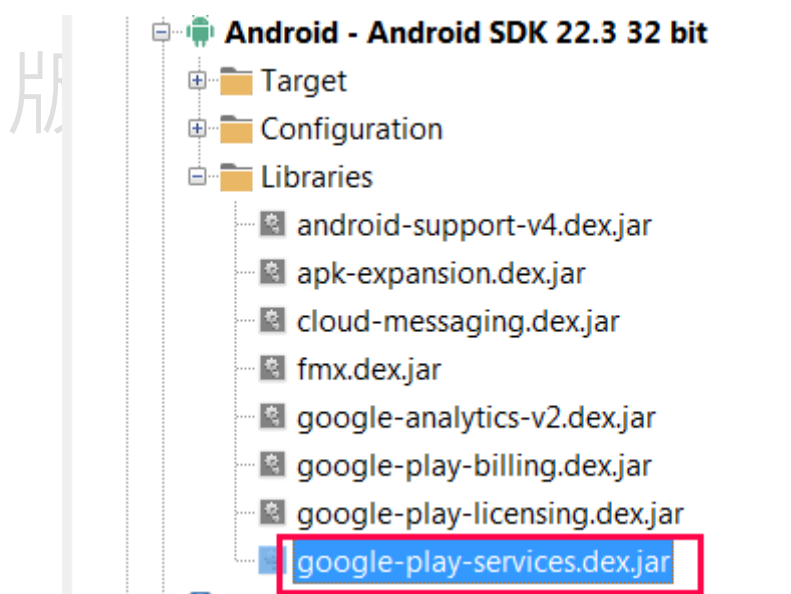 Android - Android SDK 22.3 32 bit
Target
版
Configuration
Libraries
android-support-v4.dex.jar
apk-expansion.dex.jar
cloud-messaging.dex.jar
fmx.dex.jar
google-analytics-v2.dex.jar
google-play-billing.dex.jar
google-play-licensing.dex.jar
google-play-services.dex.jar